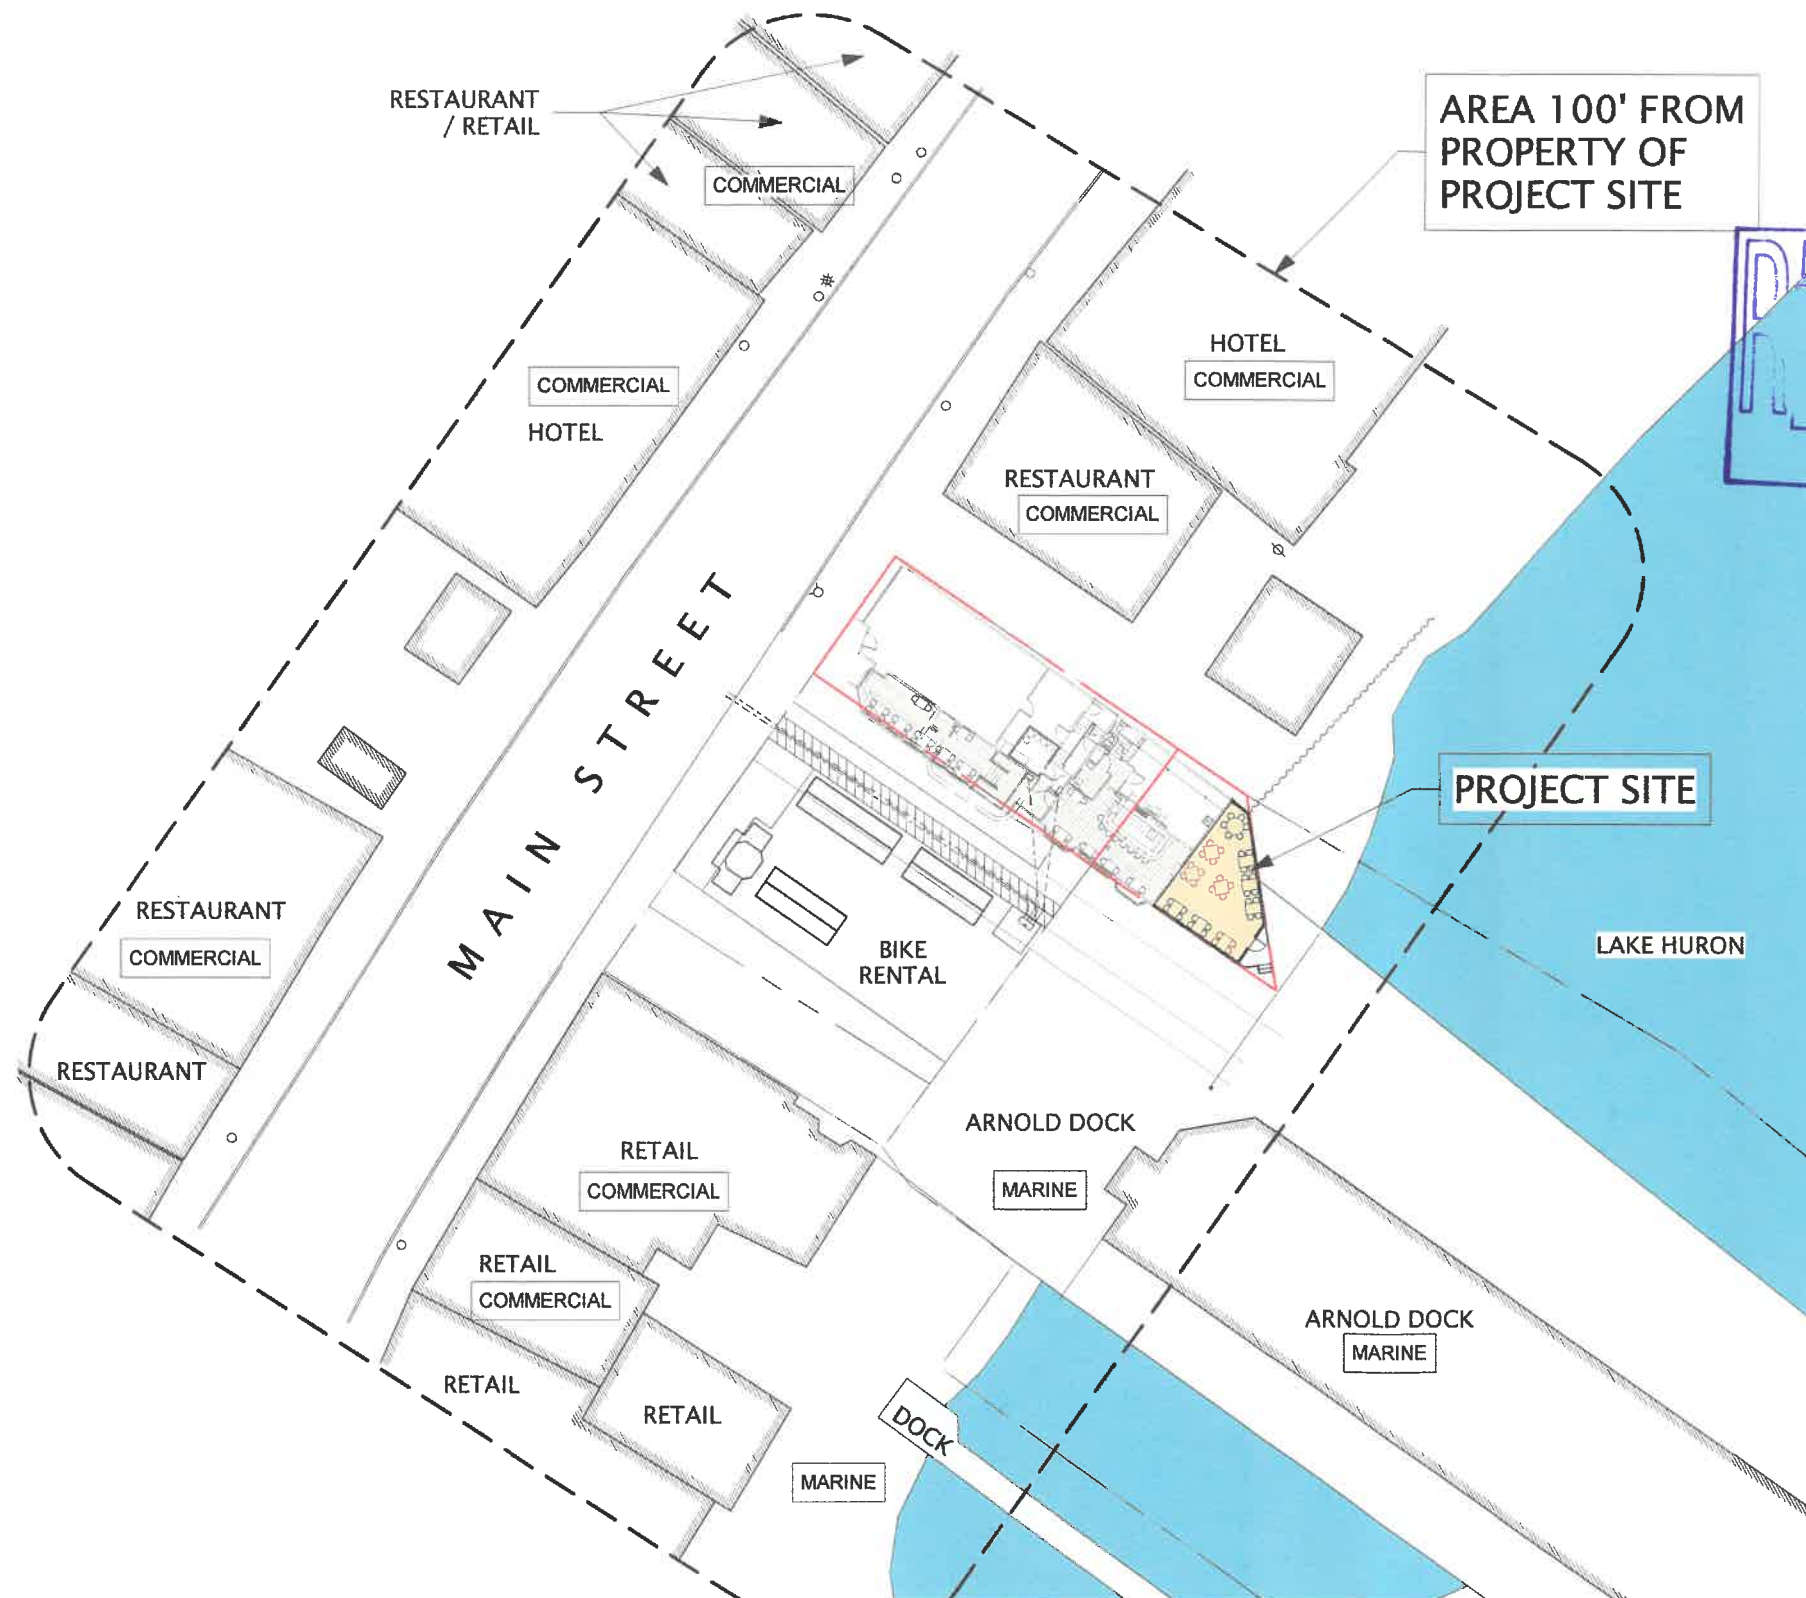 RESTAURANT
/ RETAIL
COMMERCIAL
AREA 100' FROM
PROPERTY OF
PROJECT SITE
HOTEL
COMMERCIAL
COMMERCIAL
HOTEL
RESTAURANT
COMMERCIAL
MAIN STREET
PROJECT SITE
RESTAURANT
COMMERCIAL
BIKE
RENTAL
LAKE HURON
RESTAURANT
ARNOLD DOCK
MARINE
RETAIL
COMMERCIAL
RETAIL
COMMERCIAL
ARNOLD DOCK
MARINE
RETAIL
RETAIL
DOCK
MARINE